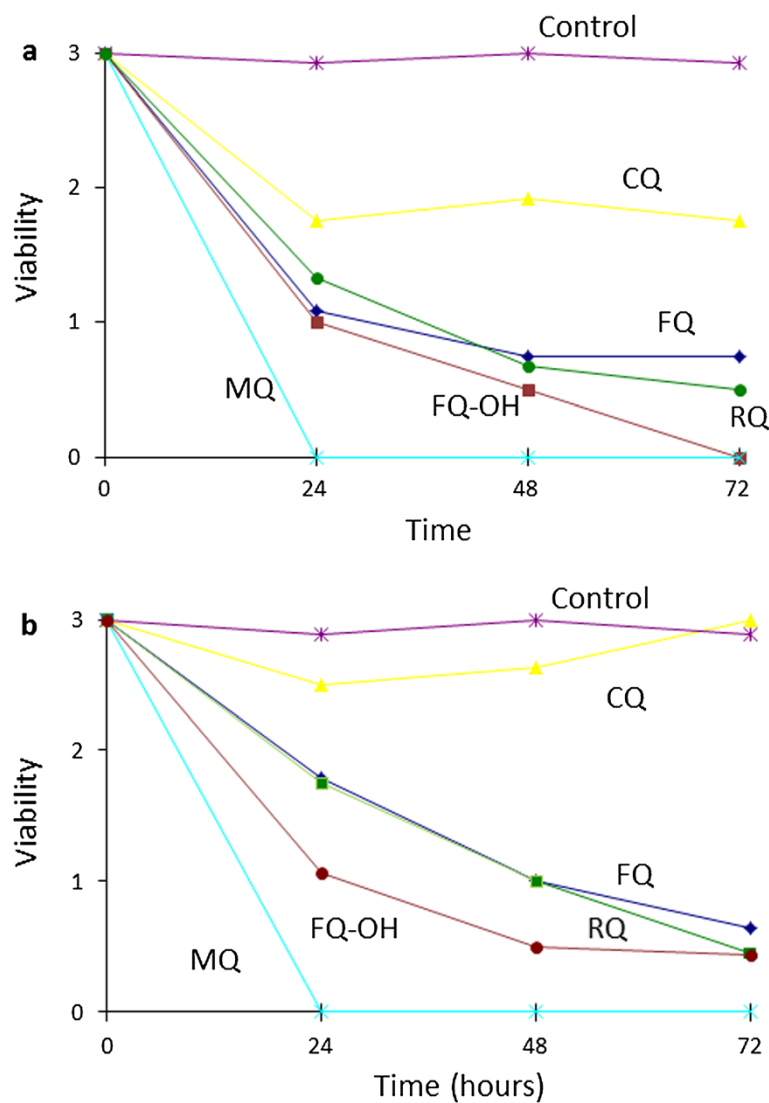 a
Control
3
CQ
2
Viability
FQ
1
MQ
FQ-OH
RQ
0
0 24 48 72
Time
b
Control
3
CQ
2
Viability
FQ
1
RQ
FQ-OH
MQ
0
0 24 48 72
Time (hours)